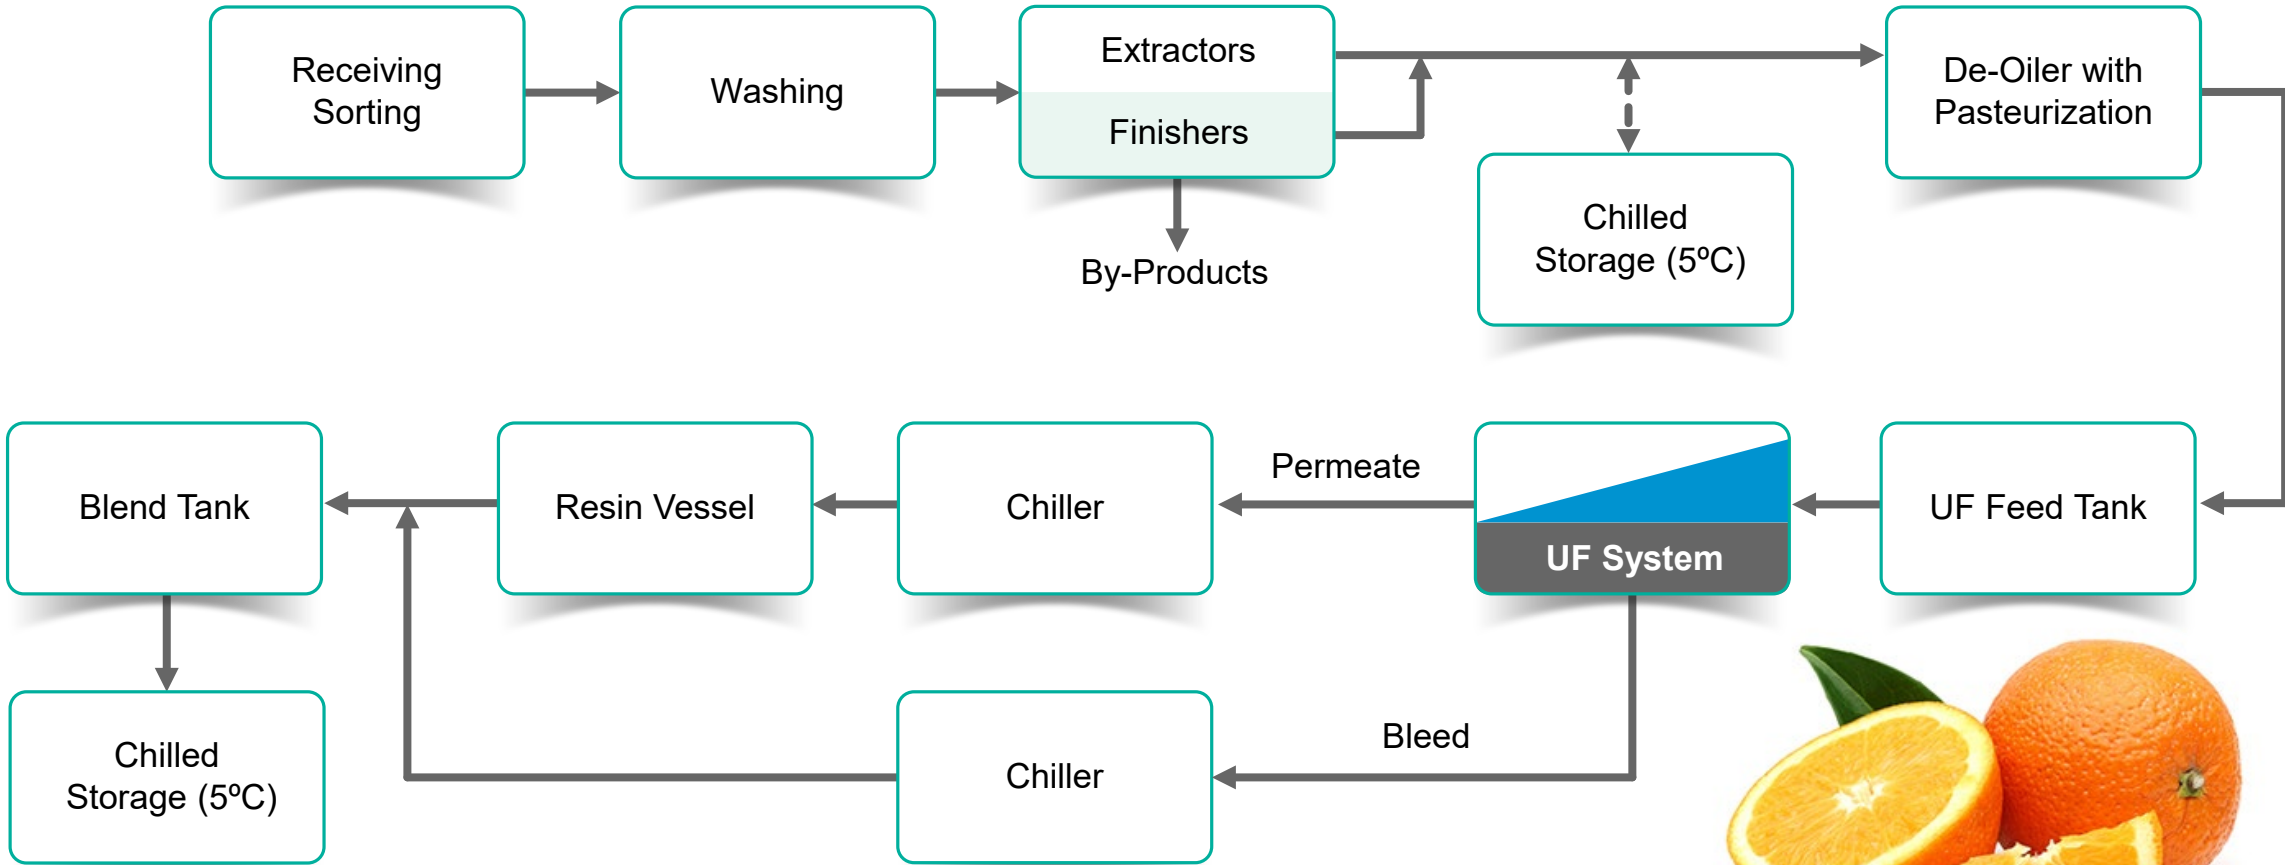 Receiving
Sorting
Washing
Extractors
Finishers
By-Products
Chilled
Storage (5ºC)
De-Oiler with
Pasteurization
Blend Tank
Resin Vessel
Chiller
Permeate
UF System
UF Feed Tank
Chilled
Storage (5ºC)
Chiller
Bleed